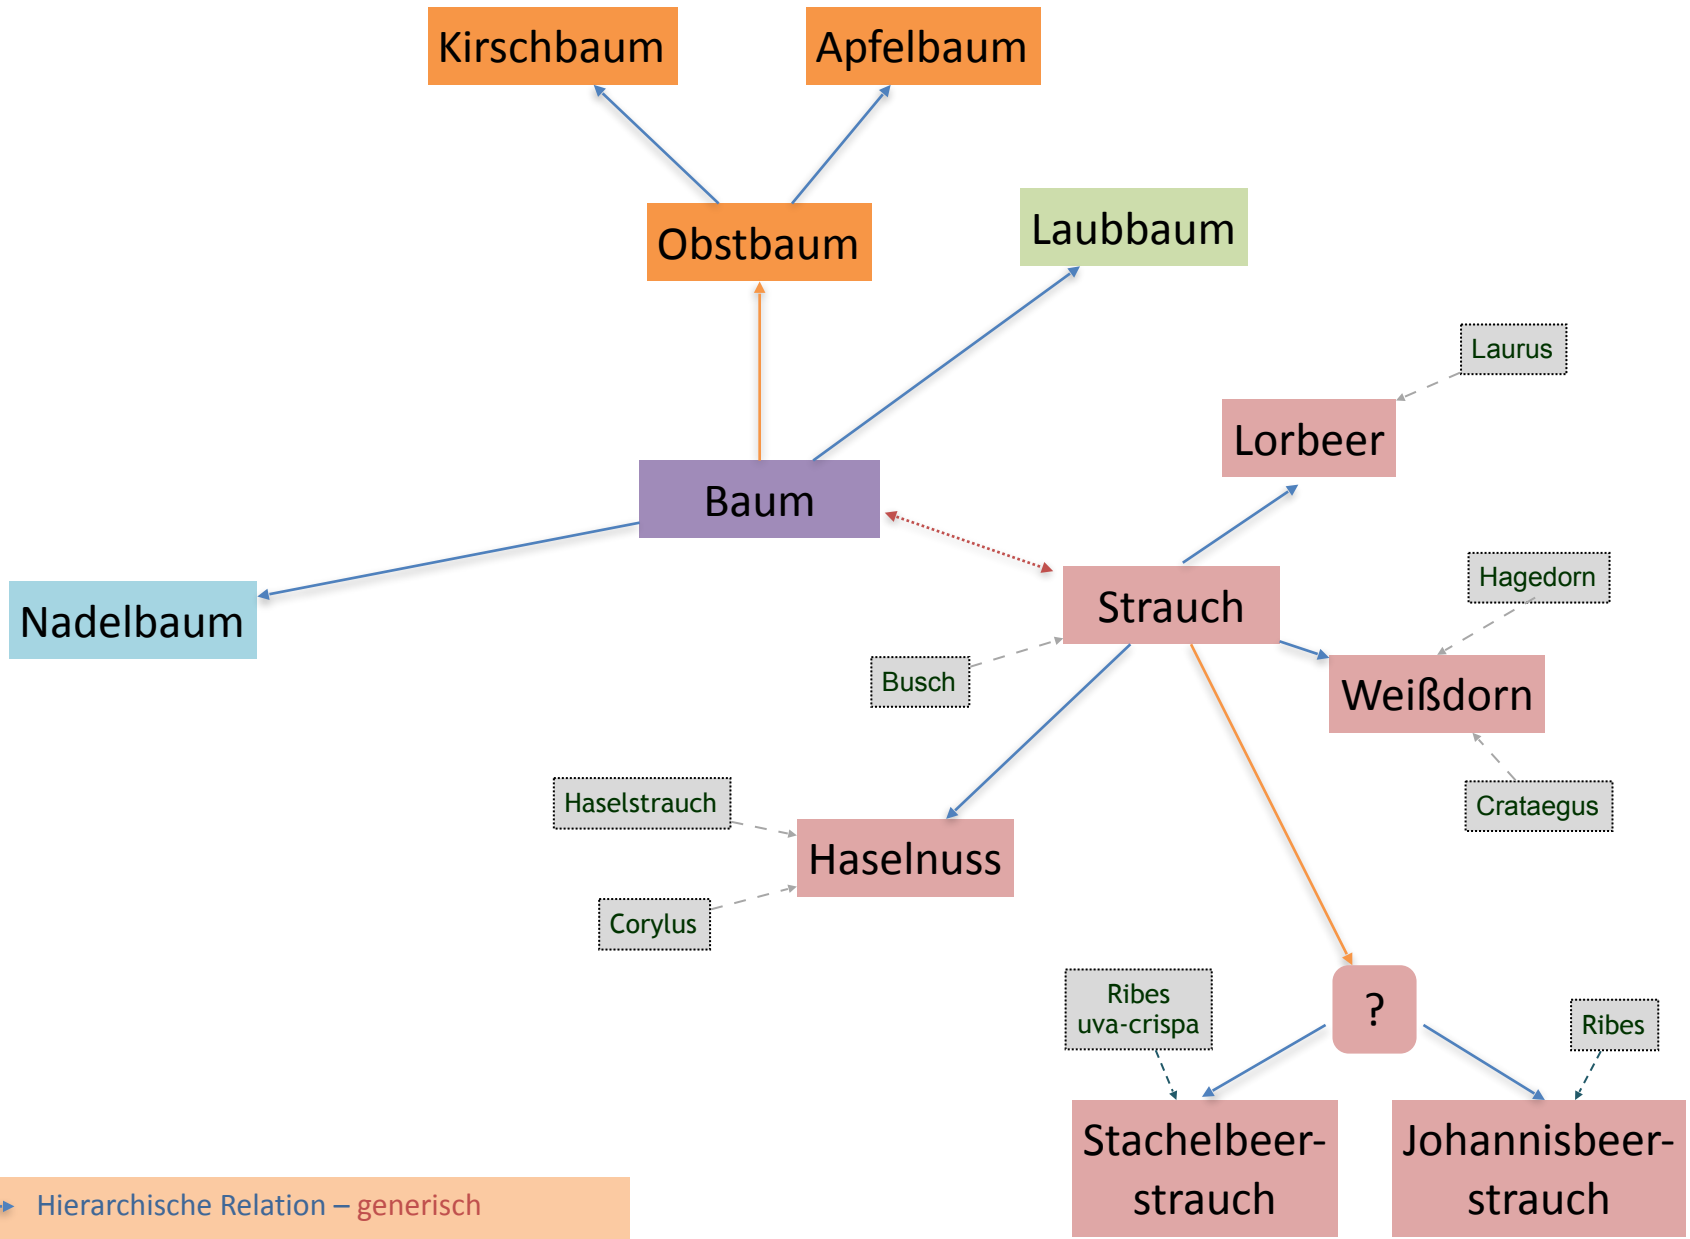 Kirschbaum
Apfelbaum
Obstbaum
Laubbaum
Laurus
Lorbeer
Baum
Hagedorn
Strauch
Nadelbaum
Busch
Weißdorn
Haselstrauch
Crataegus
Haselnuss
Corylus
Ribes
uva-crispa
?
Ribes
Stachelbeer-
strauch
Johannisbeer-
strauch
Hierarchische Relation – generisch